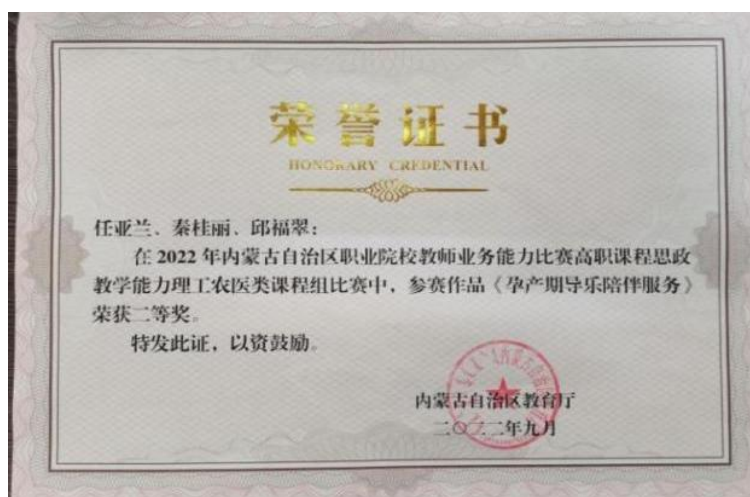 荣誉证书
HONORARY CREDENTIAL
任亚兰、秦桂丽、邱福翠：
在 2022 年内蒙古自治区职业院校教师业务能力比赛高职课程思政
教学能力理工农医类课程组比赛中，参赛作品《孕产期导乐陪伴服务》
荣获二等奖。
特发此证，以资鼓励。
内蒙古自治区教育厅
二〇二二年九月